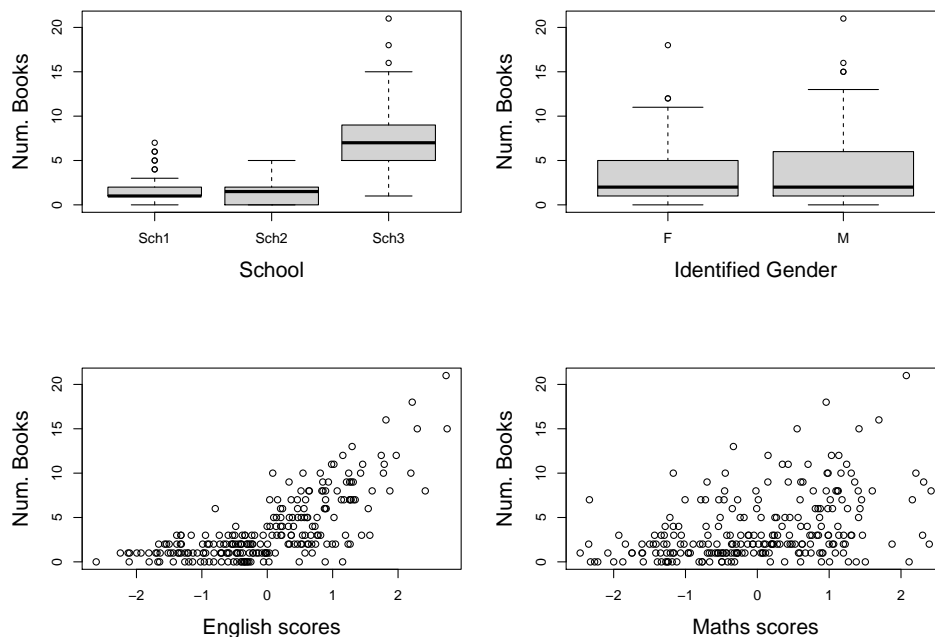 Num. Books
0 5 10 15 20
Sch1 Sch2 Sch3
School
Num. Books
0 5 10 15 20
F M
Identified Gender
Num. Books
0 5 10 15 20
−2 −1 0 1 2
English scores
Num. Books
0 5 10 15 20
−2 −1 0 1 2
Maths scores